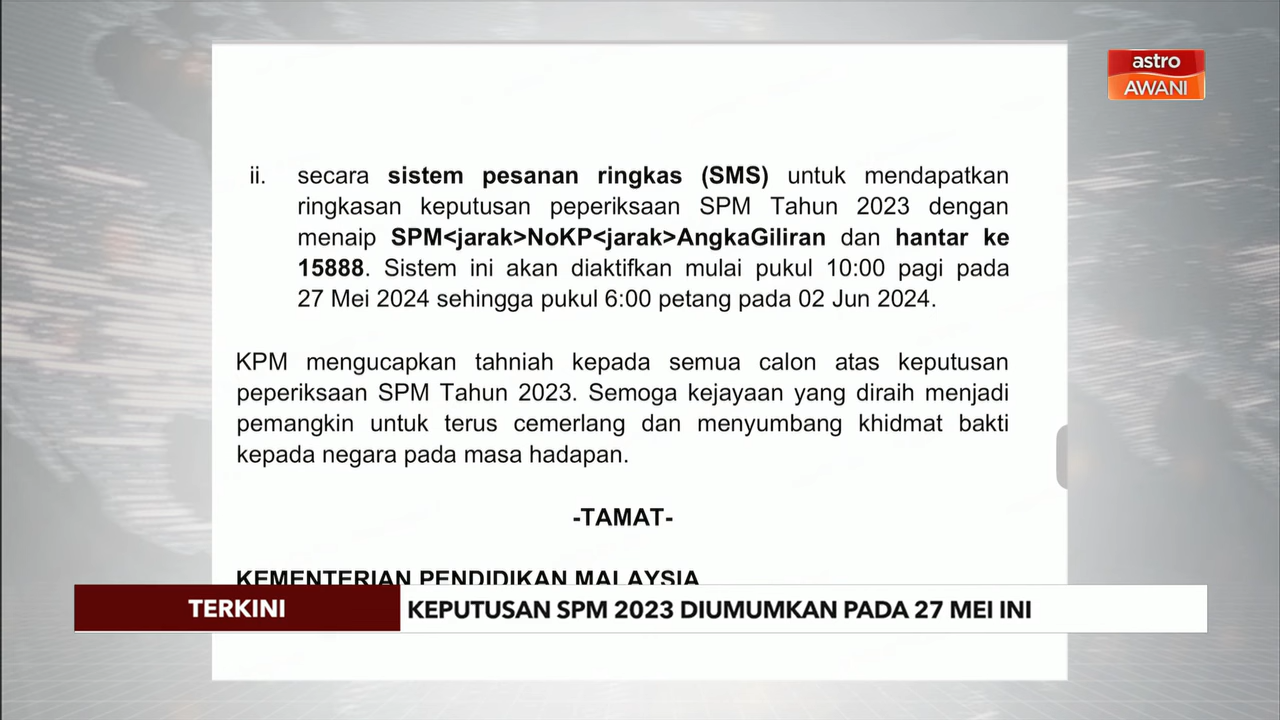 astro
AWANI
ii. secara sistem pesanan ringkas (SMS) untuk mendapatkan
ringkasan keputusan peperiksaan SPM Tahun 2023 dengan
menaip SPM<jarak>NoKP<jarak>AngkaGiliran dan hantar ke
15888. Sistem ini akan diaktifkan mulai pukul 10:00 pagi pada
27 Mei 2024 sehingga pukul 6:00 petang pada 02 Jun 2024.
KPM mengucapkan tahniah kepada semua calon atas keputusan
peperiksaan SPM Tahun 2023. Semoga kejayaan yang diraih menjadi
pemangkin untuk terus cemerlang dan menyumbang khidmat bakti
kepada negara pada masa hadapan.
-TAMAT-
KEMENTERIAN PENDIDIKAN MALAYSIA
TERKINI KEPUTUSAN SPM 2023 DIUMUMKAN PADA 27 MEI INI